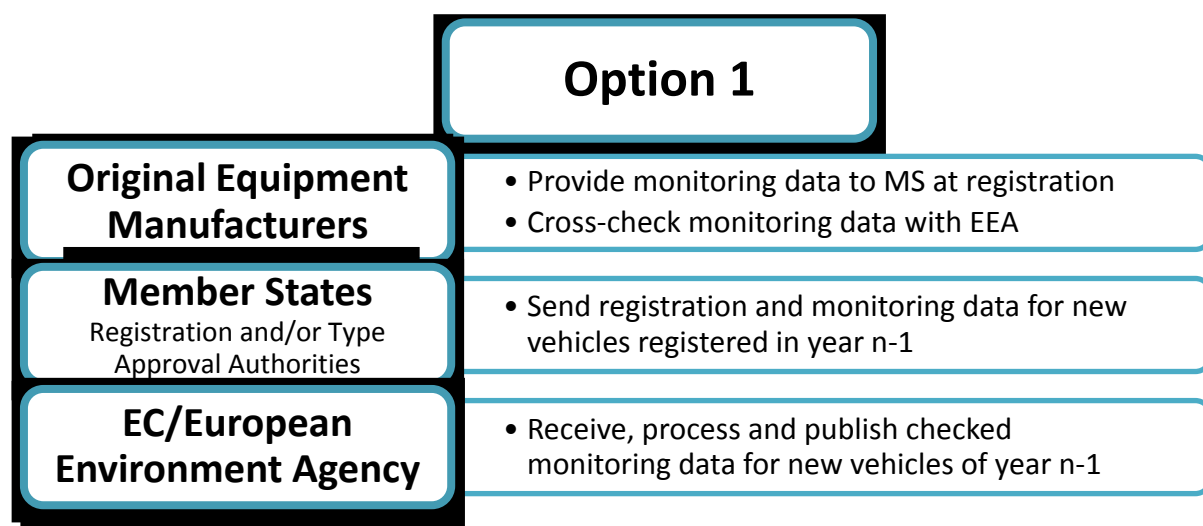 Option 1
Original Equipment
Manufacturers
• Provide monitoring data to MS at registration
• Cross-check monitoring data with EEA
Member States
Registration and/or Type
Approval Authorities
• Send registration and monitoring data for new
vehicles registered in year n-1
EC/European
Environment Agency
• Receive, process and publish checked
monitoring data for new vehicles of year n-1